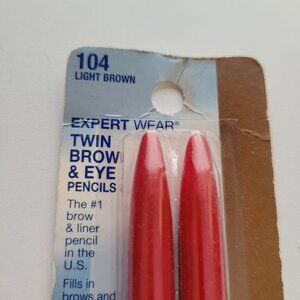 104
LIGHT BROWN
EXPERT WEAR®
TWIN
BROW
& EYE
PENCILS
The #1
brow
& liner
pencil
in the
U.S.
Fills in
brows and